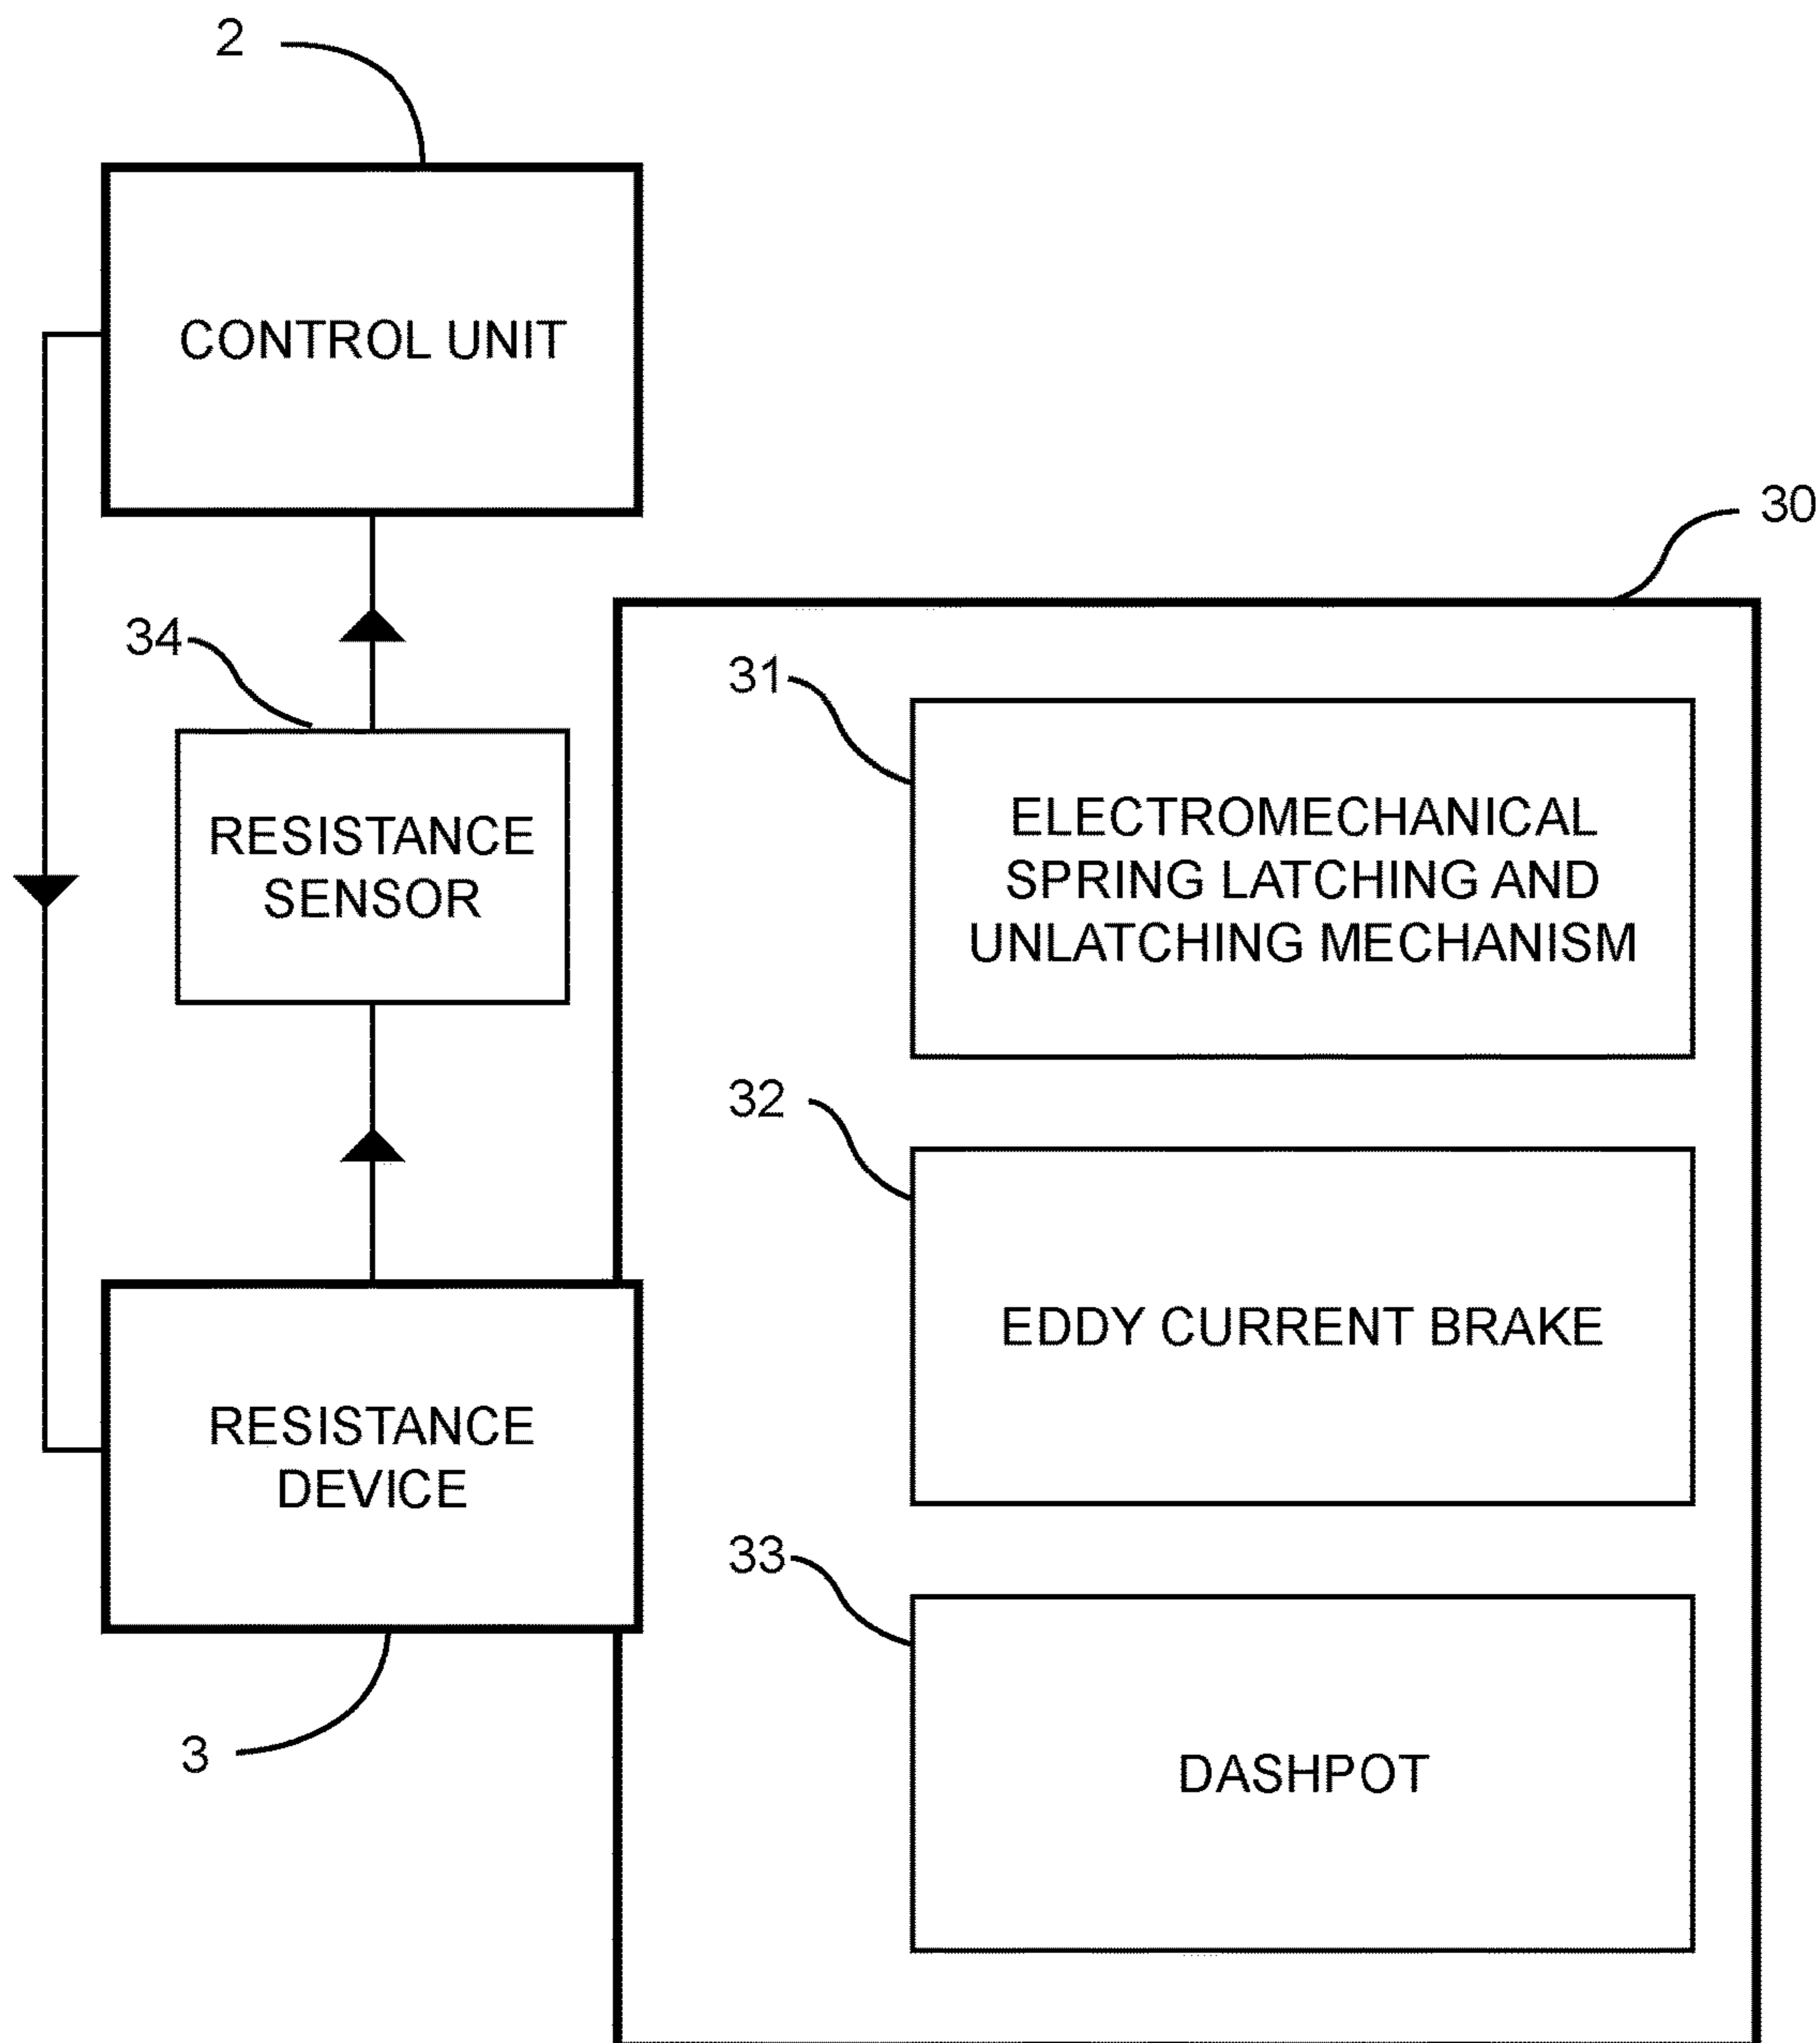 2
CONTROL UNIT
30
34
31
RESISTANCE
SENSOR
ELECTROMECHANICAL
SPRING LATCHING AND
UNLATCHING MECHANISM
32
EDDY CURRENT BRAKE
RESISTANCE
DEVICE
33
3
DASHPOT